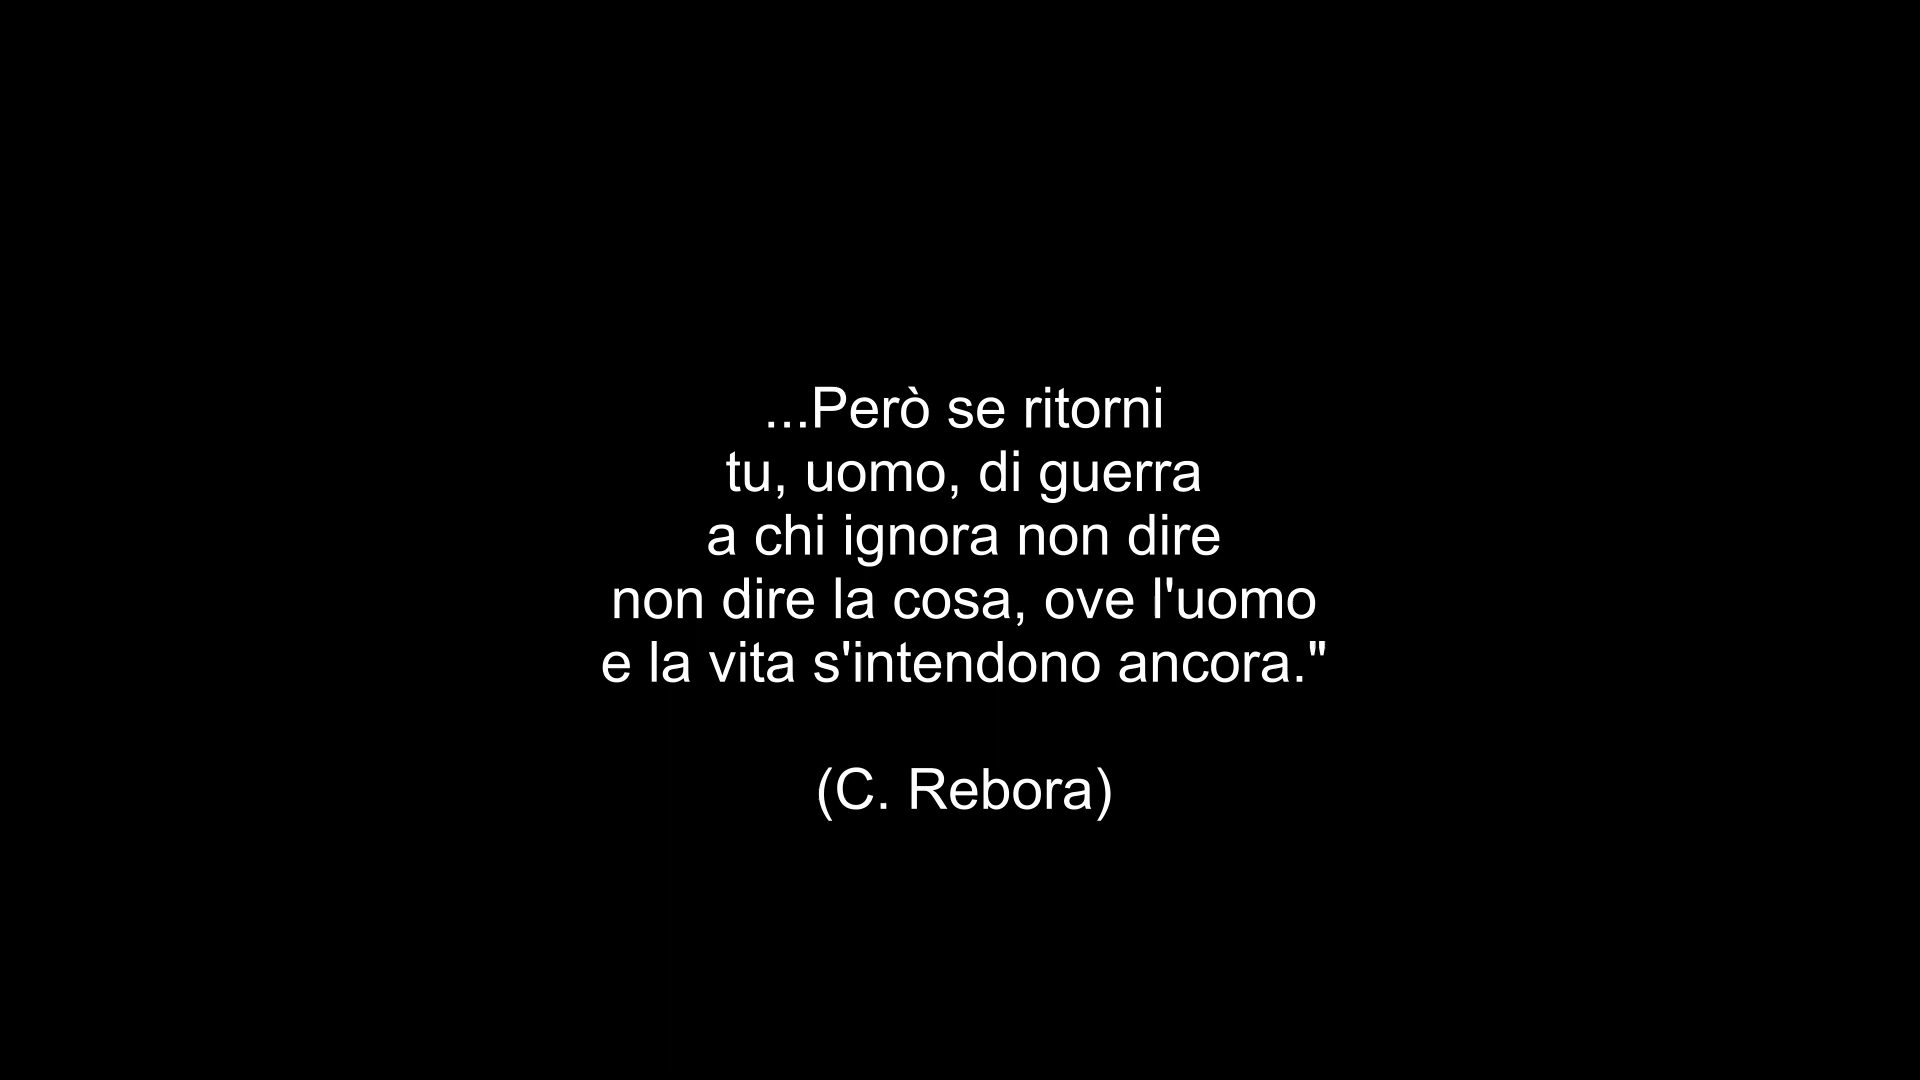 ...Però se ritorni
tu, uomo, di guerra
a chi ignora non dire
non dire la cosa, ove l'uomo
e la vita s'intendono ancora."
(C. Rebora)